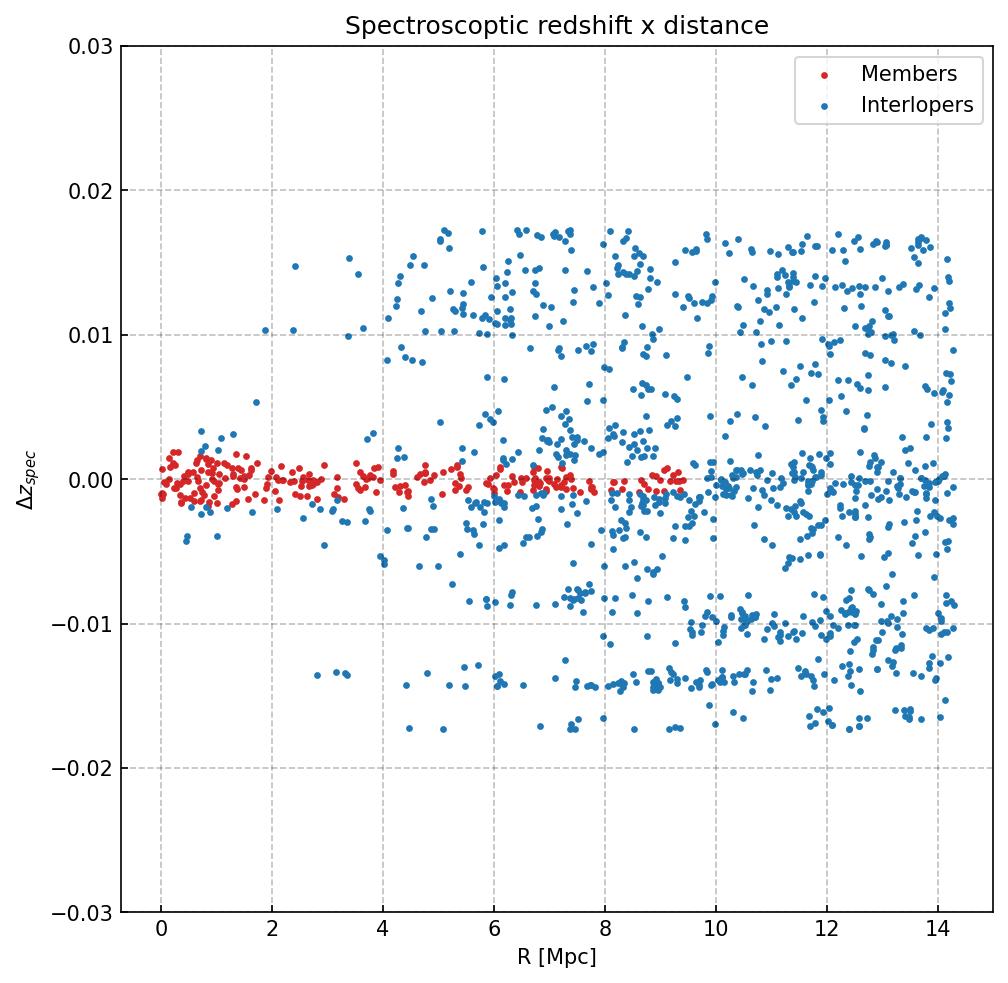 Spectroscoptic redshift x distance
Members
Interlopers
0.03
0.02
0.01
0.00
−0.01
−0.02
−0.03
Δz_spec
0 2 4 6 8 10 12 14
R [Mpc]